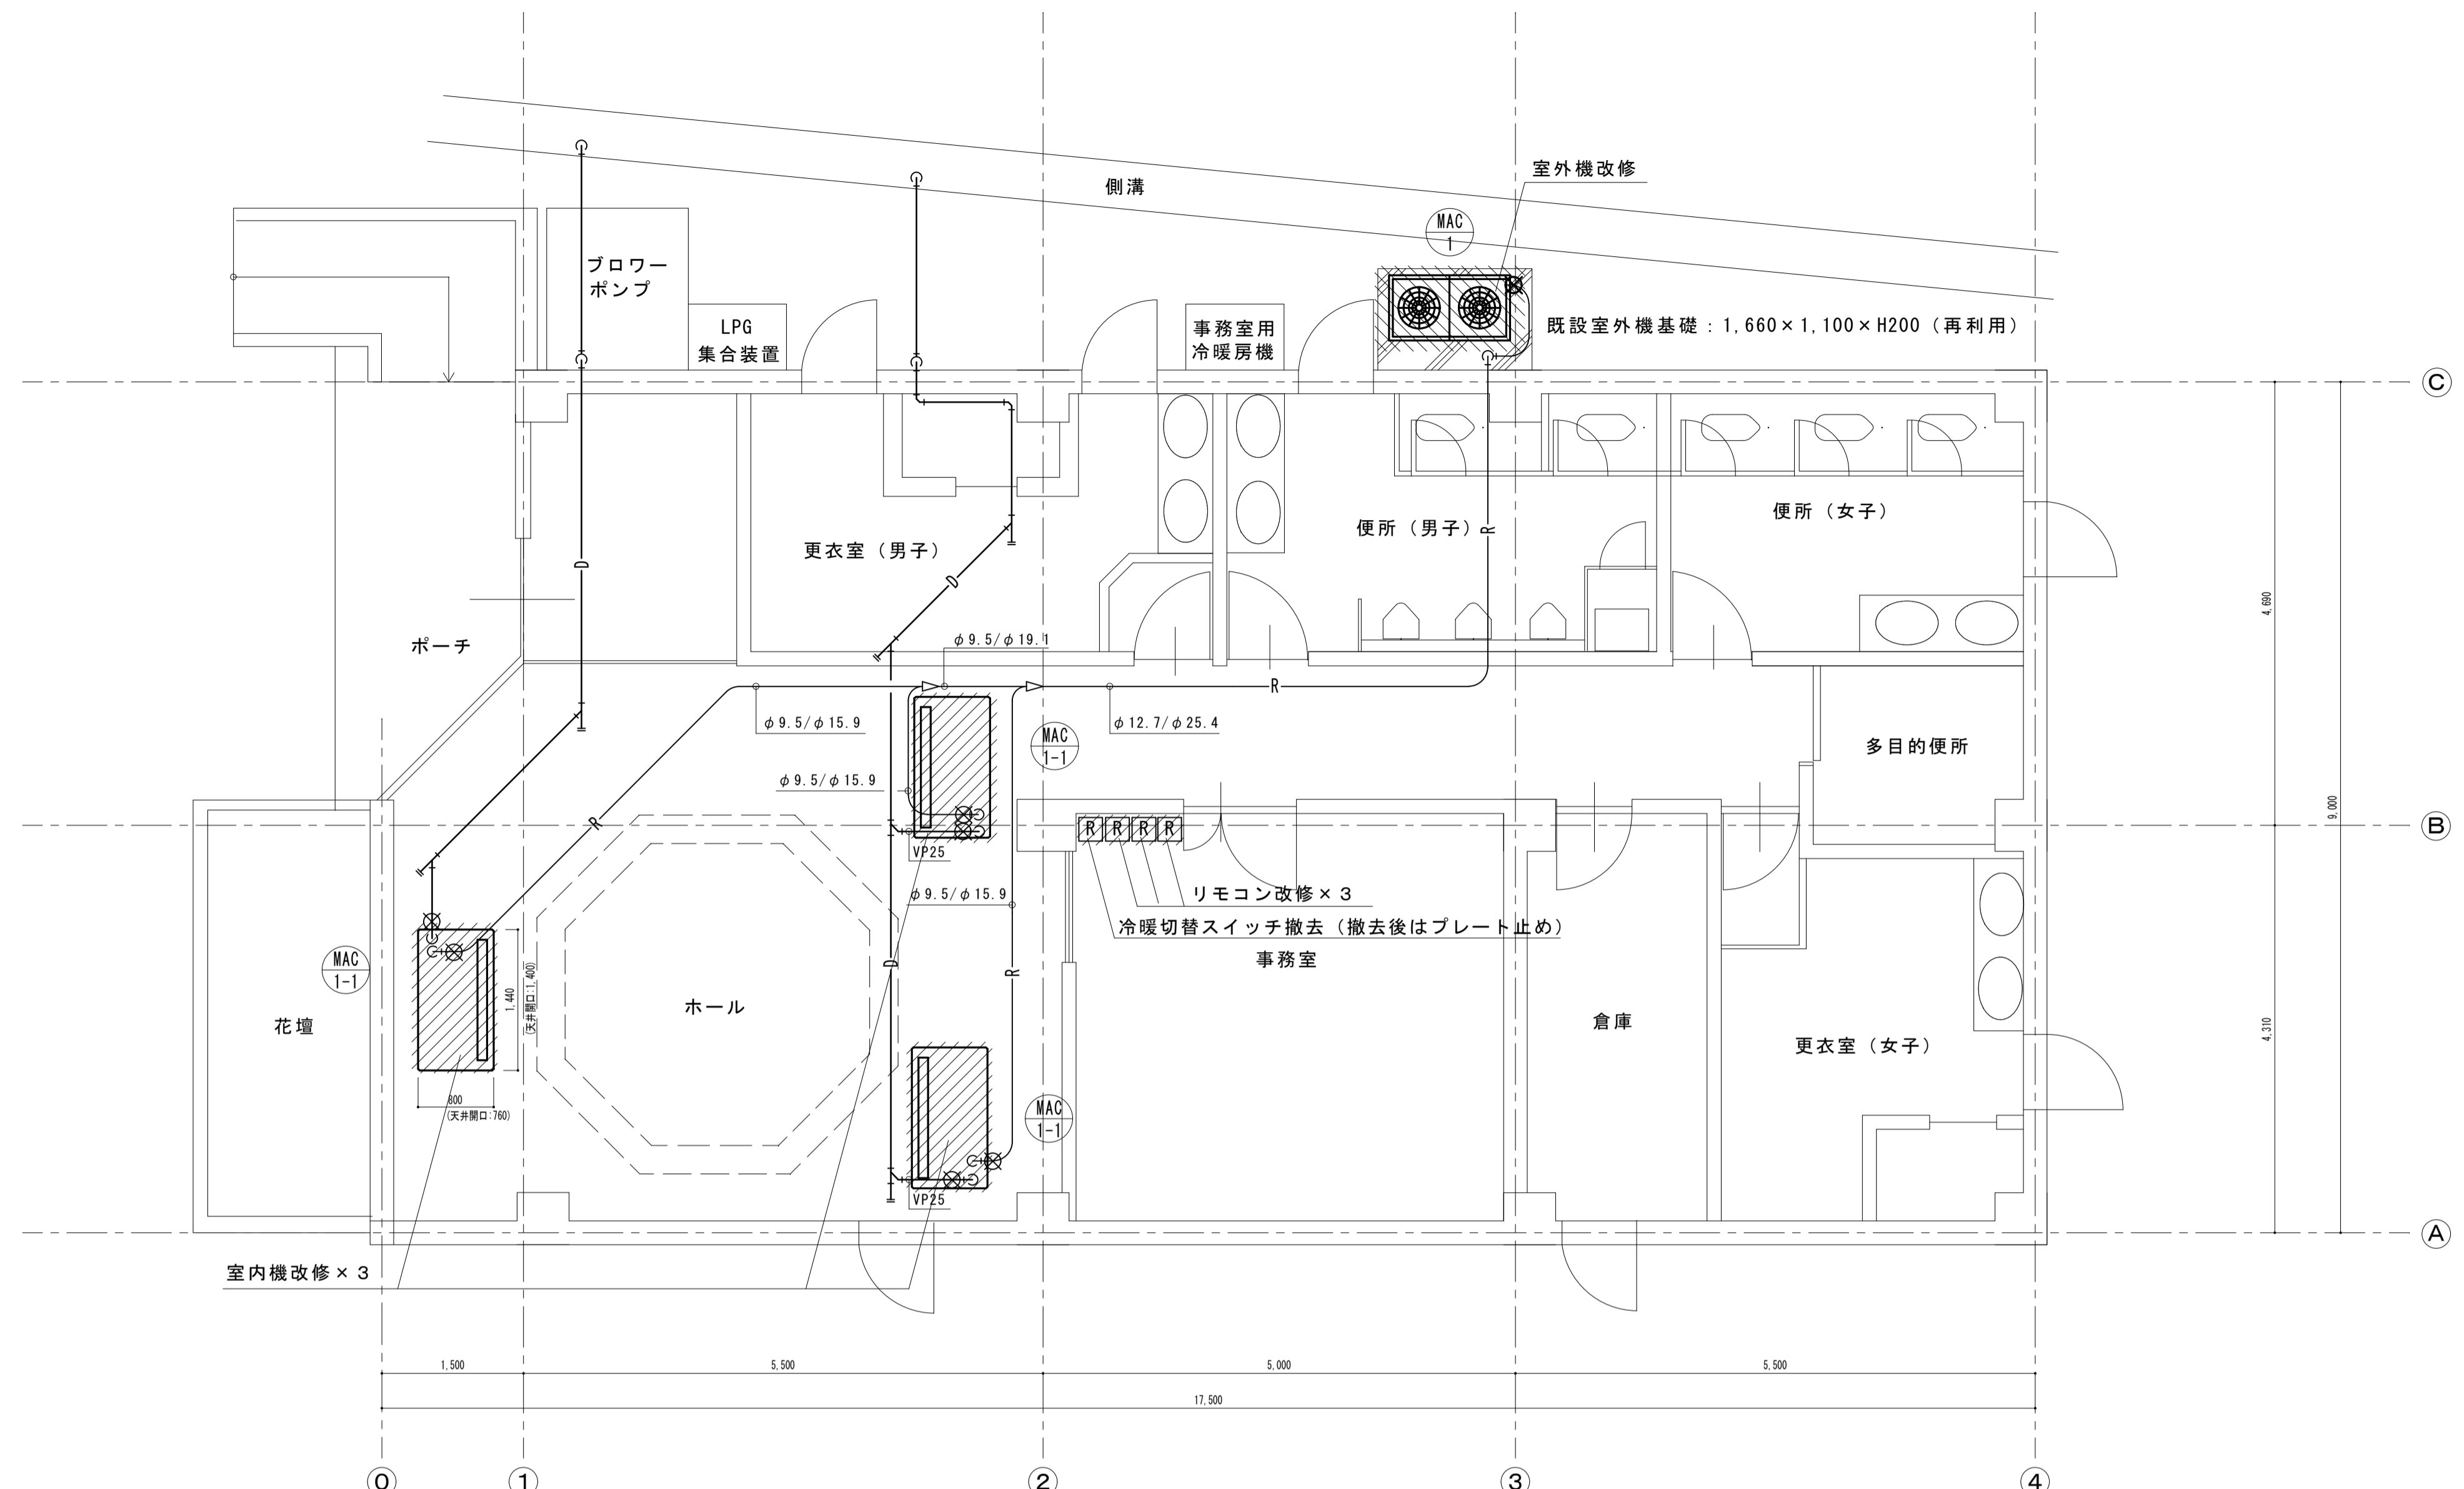 室外機改修
側溝
MAC
1
ブロワー
ポンプ
LPG
集合装置
事務室用
冷暖房機
既設室外機基礎：1,660×1,100×H200（再利用）
C
便所（男子）
R
便所（女子）
更衣室（男子）
D
D
4,690
9,000
ポーチ
φ9.5/φ19.1
R
φ9.5/φ15.9
φ12.7/φ25.4
MAC
1-1
多目的便所
φ9.5/φ15.9
R
R
R
R
R
B
VP25
リモコン改修×3
φ9.5/φ15.9
冷暖切替スイッチ撤去（撤去後はプレート止め）
事務室
MAC
1-1
D
R
1,440
(天井開口:1,400)
ホール
花壇
倉庫
更衣室（女子）
4,310
800
(天井開口:760)
MAC
1-1
VP25
A
室内機改修×3
1,500
5,500
5,000
5,500
17,500
0
1
2
3
4